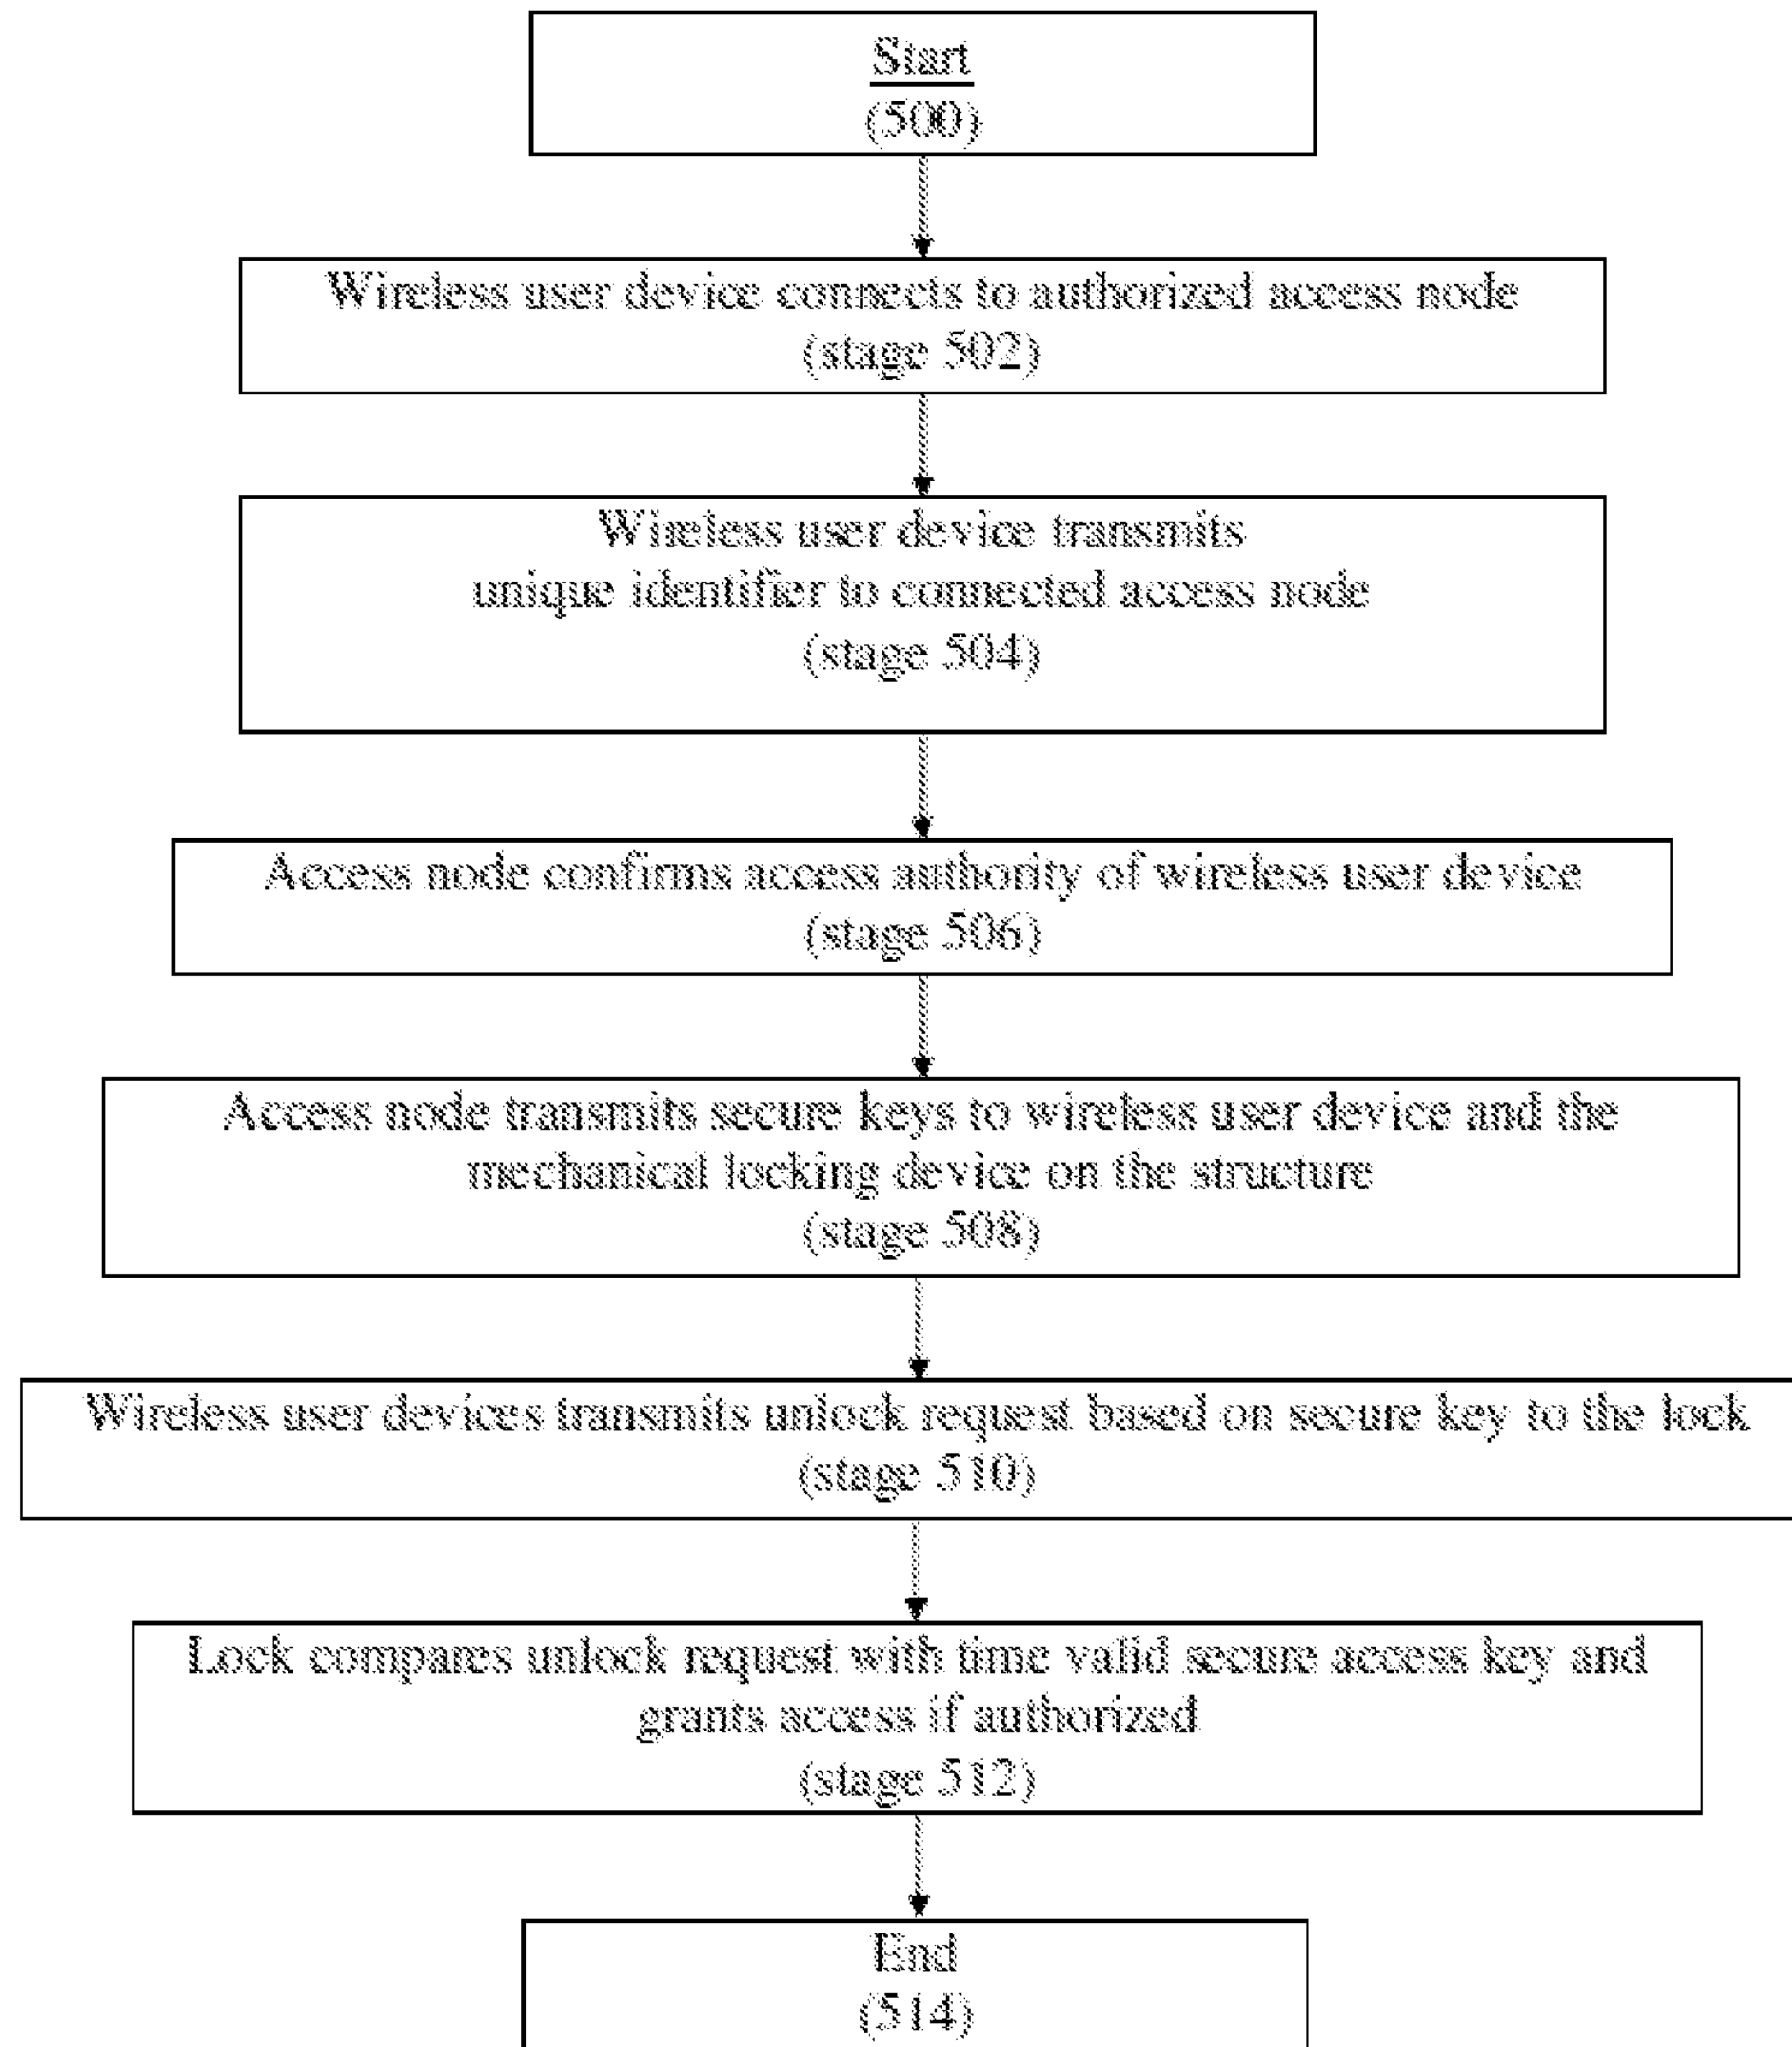 Start
(500)
Wireless user device connects to authorized access node
(stage 502)
Wireless user device transmits
unique identifier to connected access node
(stage 504)
Access node confirms access authority of wireless user device
(stage 506)
Access node transmits secure keys to wireless user device and the
mechanical locking device on the structure
(stage 508)
Wireless user devices transmits unlock request based on secure key to the lock
(stage 510)
Lock compares unlock request with time valid secure access key and
grants access if authorized
(stage 512)
End
(514)